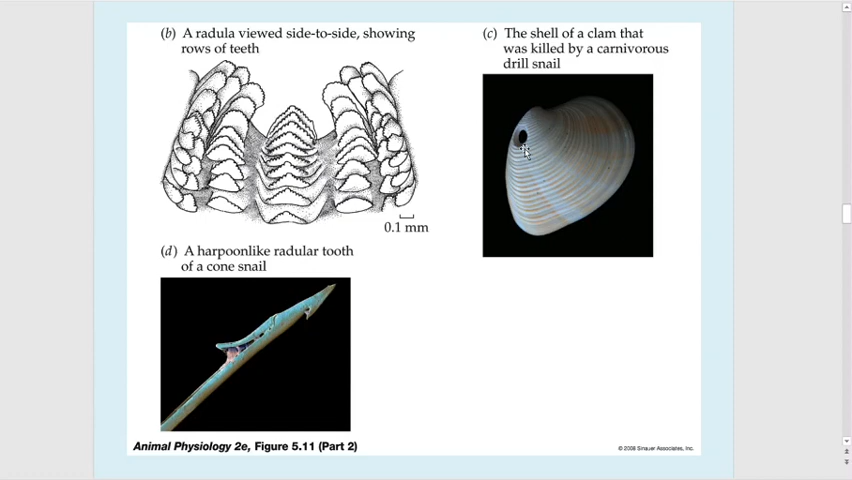 (b) A radula viewed side-to-side, showing
rows of teeth
(c) The shell of a clam that
was killed by a carnivorous
drill snail
0.1 mm
(d) A harpoonlike radular tooth
of a cone snail
Animal Physiology 2e, Figure 5.11 (Part 2)
© 2008 Sinauer Associates, Inc.